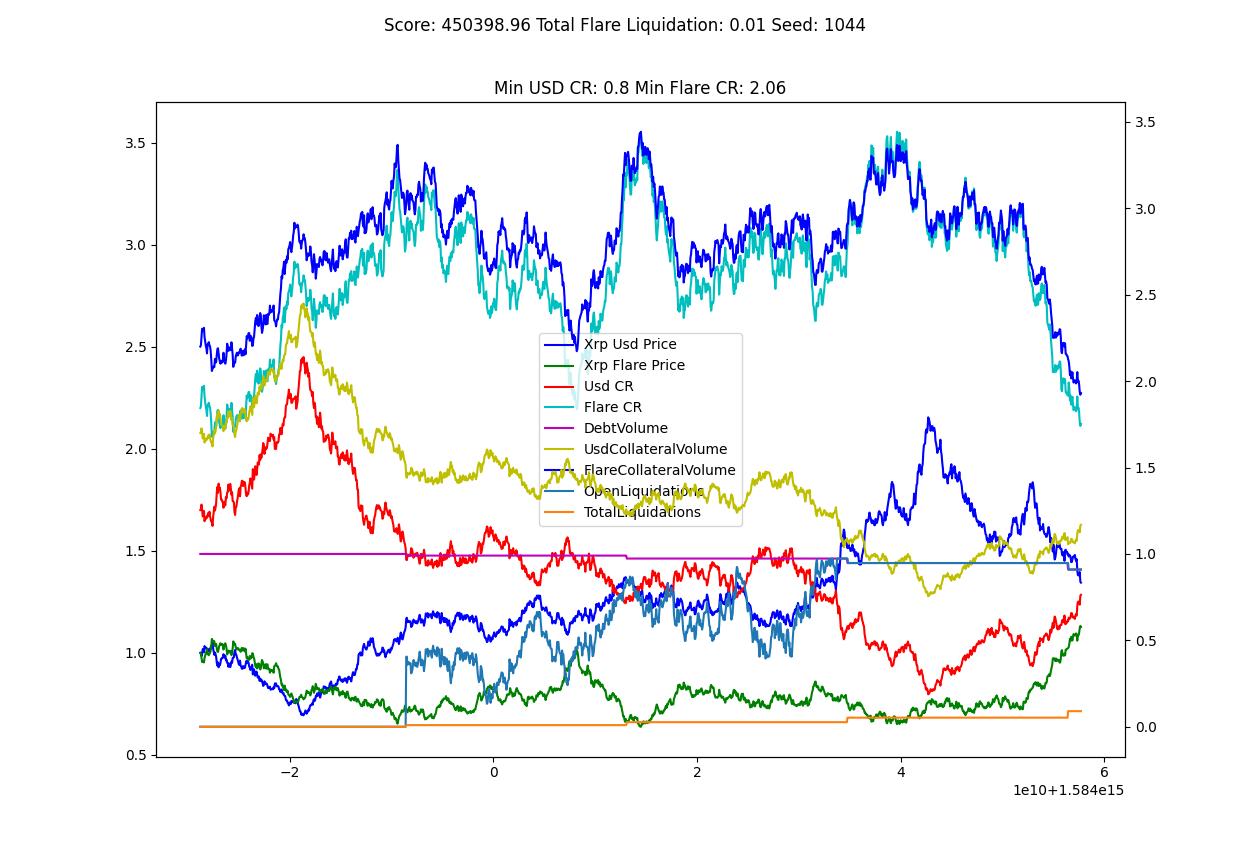 Score: 450398.96 Total Flare Liquidation: 0.01 Seed: 1044
Min USD CR: 0.8 Min Flare CR: 2.06
3.5
3.0
2.5
2.0
1.5
1.0
0.5
3.5
3.0
2.5
2.0
1.5
1.0
0.5
0.0
Xrp Usd Price
Xrp Flare Price
Usd CR
Flare CR
DebtVolume
UsdCollateralVolume
FlareCollateralVolume
OpenLiquidations
TotalLiquidations
−2 0 2 4 6
1e10+1.584e15